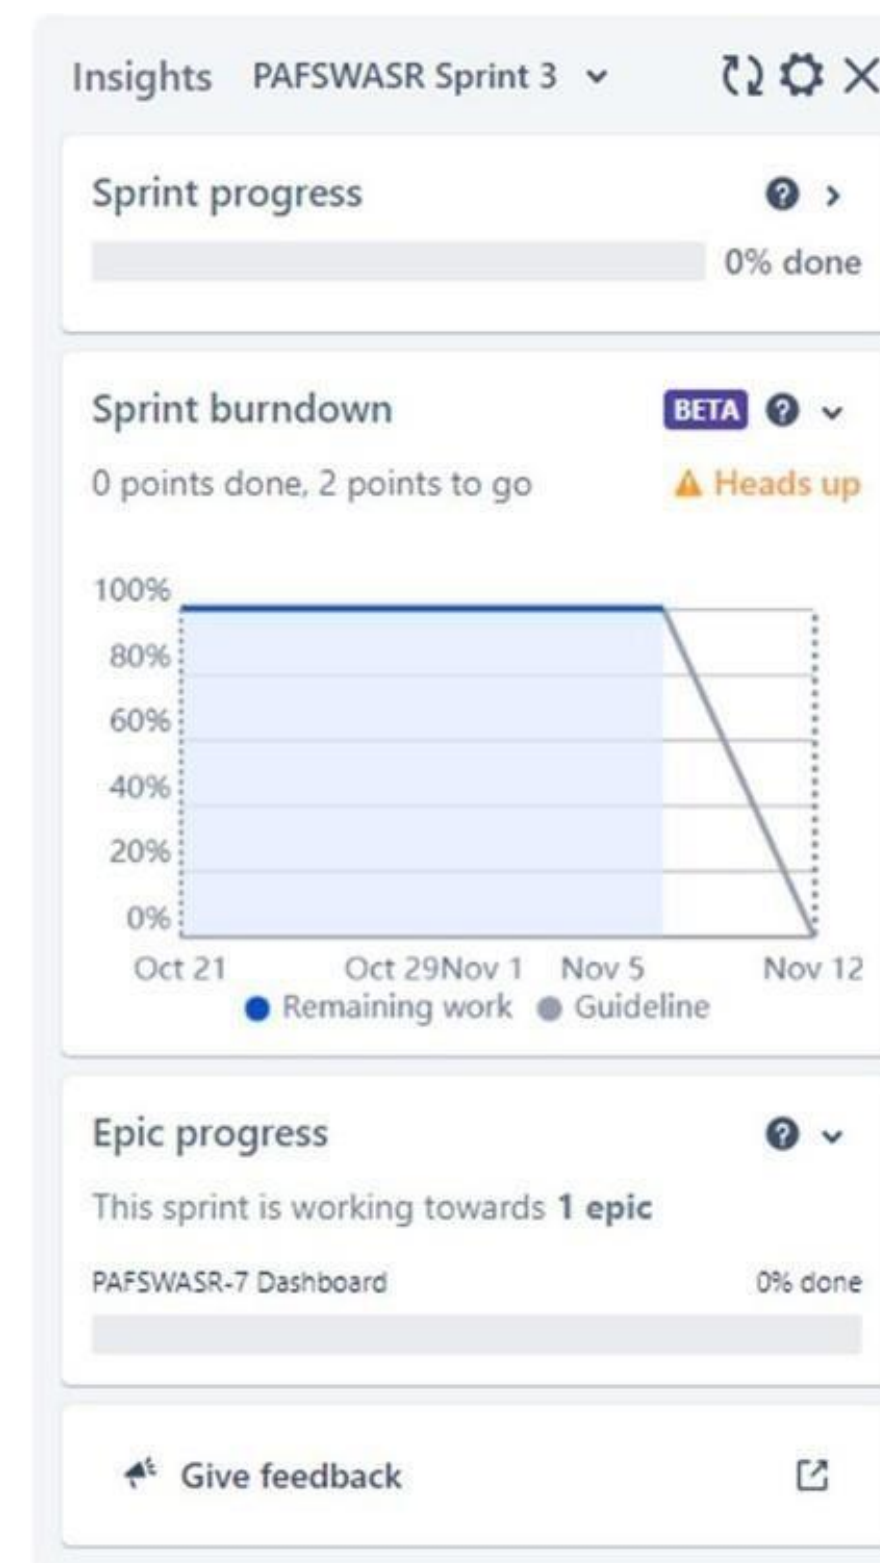 Insights PAFSWASR Sprint 3
Sprint progress
0% done
Sprint burndown BETA
0 points done, 2 points to go Heads up
100%
80%
60%
40%
20%
0%
Oct 21 Oct 29 Nov 1 Nov 5 Nov 12
Remaining work Guideline
Epic progress
This sprint is working towards 1 epic
PAFSWASR-7 Dashboard 0% done
Give feedback